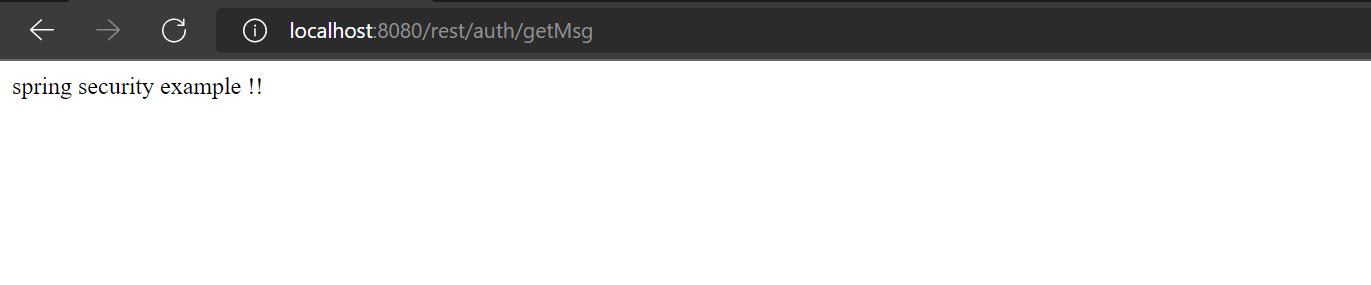 localhost:8080/rest/auth/getMsg
spring security example !!